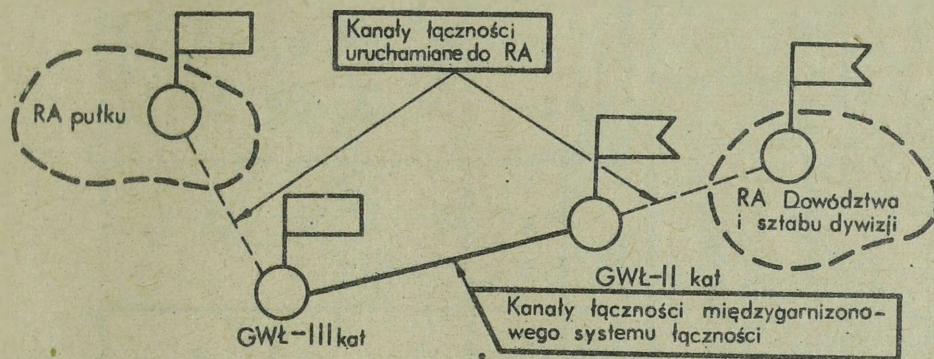 Kanały łączności
uruchamiane do RA
RA pułku
RA Dowództwa
i sztabu dywizji
GWŁ-II kat
GWŁ-III kat
Kanały łączności międzygarnizono-
wego systemu łączności